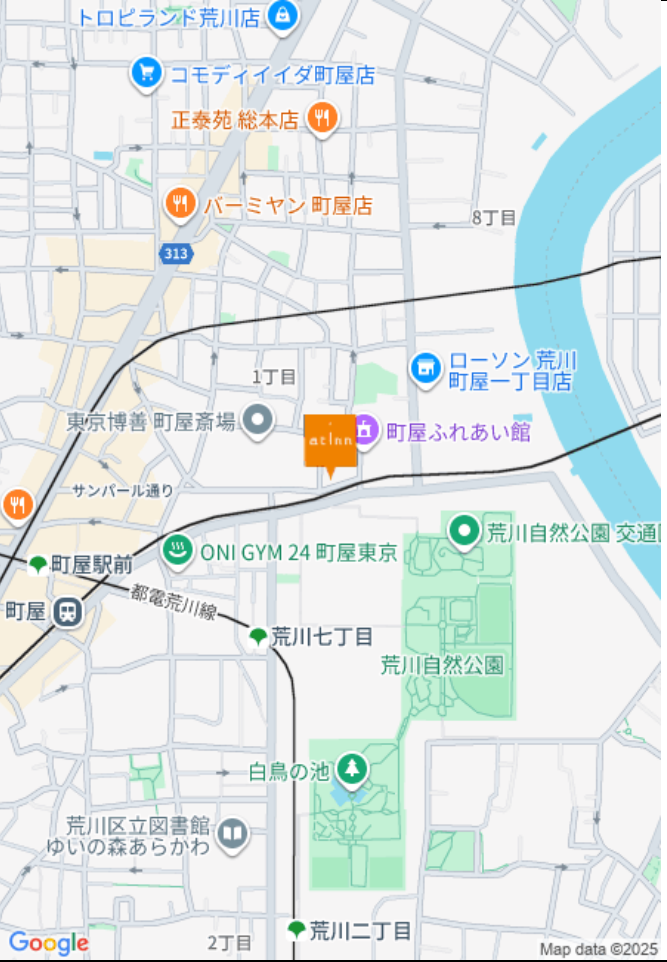 トロピランド荒川店
コモディイイダ町屋店
正泰苑 総本店
バーミヤン 町屋店
8丁目
313
ローソン 荒川
町屋一丁目店
1丁目
東京博善 町屋斎場
at inn
町屋ふれあい館
サンパール通り
荒川自然公園 交通
ONI GYM 24 町屋東京
町屋駅前
都電荒川線
町屋
荒川七丁目
荒川自然公園
白鳥の池
荒川区立図書館
ゆいの森あらかわ
荒川二丁目
2丁目
Google
Map data ©2025